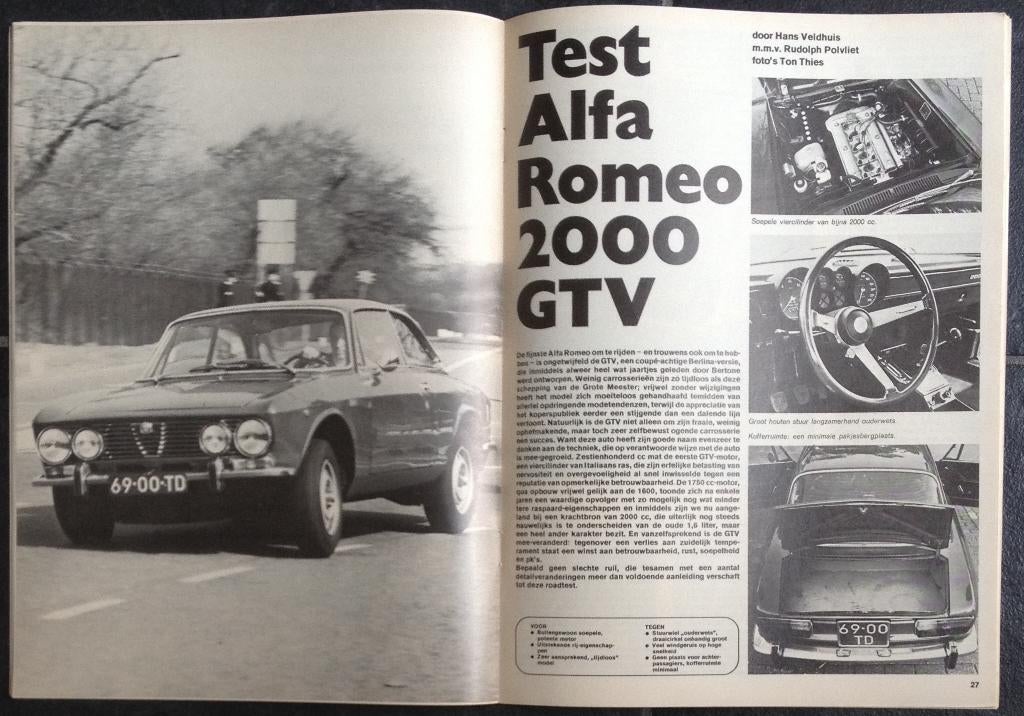 69-00-TD
Test
Alfa
Romeo
2000
GTV
De fijnste Alfa Romeo om te rijden – en trouwens ook om te heb-
ben – is ongetwijfeld de GTV, een coupé-achtige Berlina-versie,
die inmiddels alweer heel wat jaartjes geleden door Bertone
werd ontworpen. Weinig carrosserieën zijn zo tijdloos als deze
schepping van de Grote Meester; vrijwel zonder wijzigingen
heeft het model zich moeiteloos gehandhaafd temidden van
allerlei opdringende modetendenzen, terwijl de appreciatie van
het koperspubliek eerder een stijgende dan een dalende lijn
vertoont. Natuurlijk is de GTV niet alleen om zijn fraaie, weinig
ophefmakende, maar toch zeer zelfbewust ogende carrosserie
een succes. Want deze auto heeft zijn goede naam evenzeer te
danken aan de techniek, die op verantwoorde wijze met de auto
is mee-gegroeid. Zestienhonderd cc mat de eerste GTV-motor,
een viercilinder van Italiaans ras, die zijn erfelijke belasting van
nervositeit en overgevoeligheid al snel inwisselde tegen een
reputatie van opmerkelijke betrouwbaarheid. De 1750 cc-motor,
qua opbouw vrijwel gelijk aan de 1600, toonde zich na enkele
jaren een waardige opvolger met zo mogelijk nog wat minder
tere raspaard-eigenschappen en inmiddels zijn we nu aange-
land bij een krachtbron van 2000 cc, die uiterlijk nog steeds
nauwelijks is te onderscheiden van de oude 1,6 liter, maar
een heel ander karakter bezit. En vanzelfsprekend is de GTV
mee-veranderd: tegenover een verlies aan zuidelijk tempe-
rament staat een winst aan betrouwbaarheid, rust, soepelheid
en pk's.
Bepaald geen slechte ruil, die tesamen met een aantal
detailveranderingen meer dan voldoende aanleiding verschaft
tot deze roadtest.
VOOR
● Buitengewoon soepele,
potente motor
● Uitstekende rij-eigenschap-
pen
● Zeer aansprekend, „tijdloos"
model
TEGEN
● Stuurwiel „ouderwets",
draaicirkel onhandig groot
● Veel windgeruis op hoge
snelheid
● Geen plaats voor achter-
passagiers, kofferruimte
minimaal
door Hans Veldhuis
m.m.v. Rudolph Polvliet
foto's Ton Thies
Soepele viercilinder van bijna 2000 cc.
Groot houten stuur langzamerhand ouderwets.
Kofferruimte: een minimale pakjesbergplaats.
69-00
TD
27